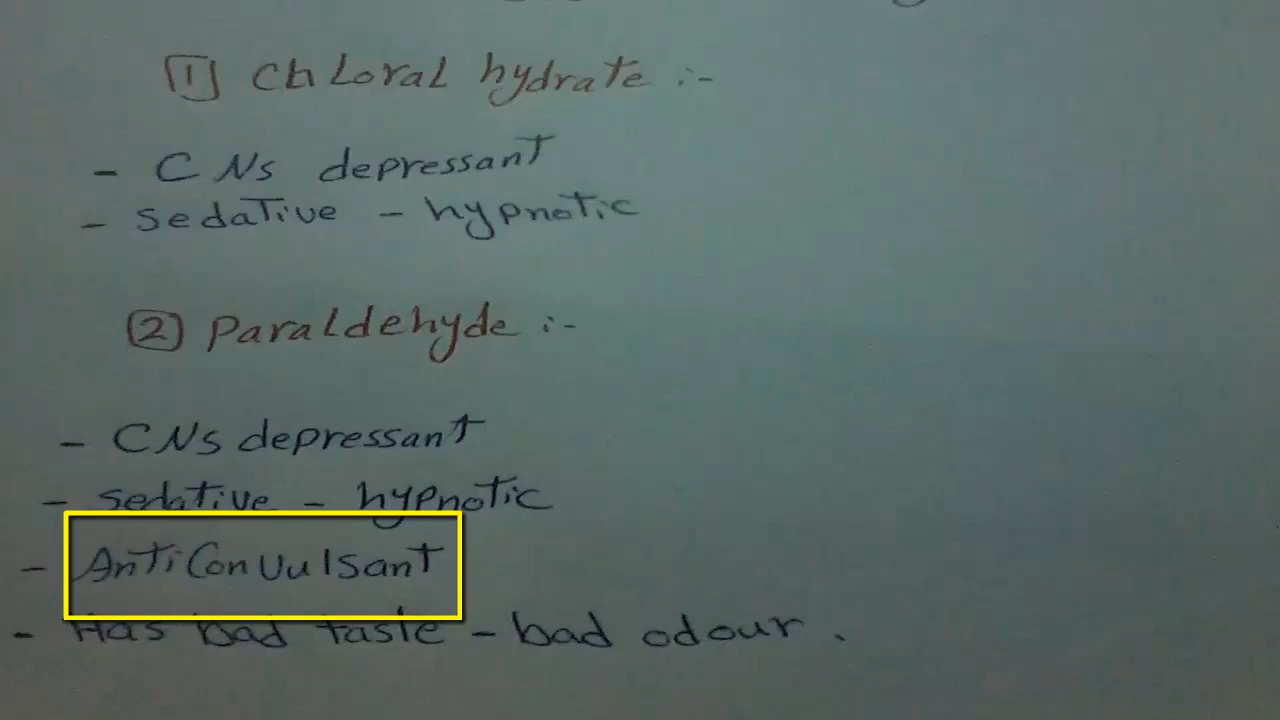 [1] Chloral hydrate :-
- CNs depressant
- Sedative - hypnotic
[2] Paraldehyde :-
- CNs depressant
- sedative - hypnotic
- AntiConvulsant
- Has bad taste - bad odour .